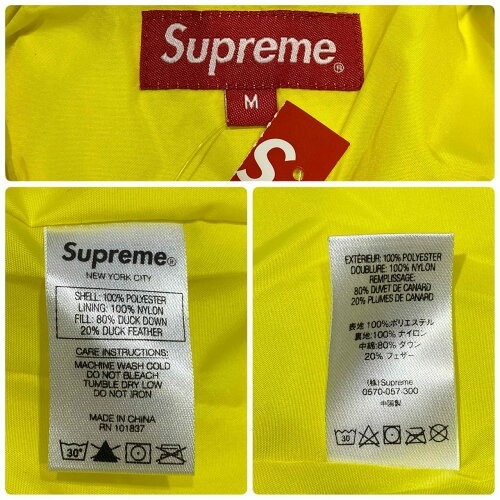 Supreme®
M
S
Supreme®
NEW YORK CITY
SHELL: 100% POLYESTER
LINING: 100% NYLON
FILL: 80% DUCK DOWN
20% DUCK FEATHER
CARE INSTRUCTIONS:
MACHINE WASH COLD
DO NOT BLEACH
TUMBLE DRY LOW
DO NOT IRON
MADE IN CHINA
RN 101837
30°
EXTÉRIEUR: 100% POLYESTER
DOUBLURE: 100% NYLON
REMPLISSAGE:
80% DUVET DE CANARD
20% PLUMES DE CANARD
表地 100%ポリエステル
裏地: 100% ナイロン
中綿: 80% ダウン
20% フェザー
(株) Supreme
0570-057-300
中国製
30